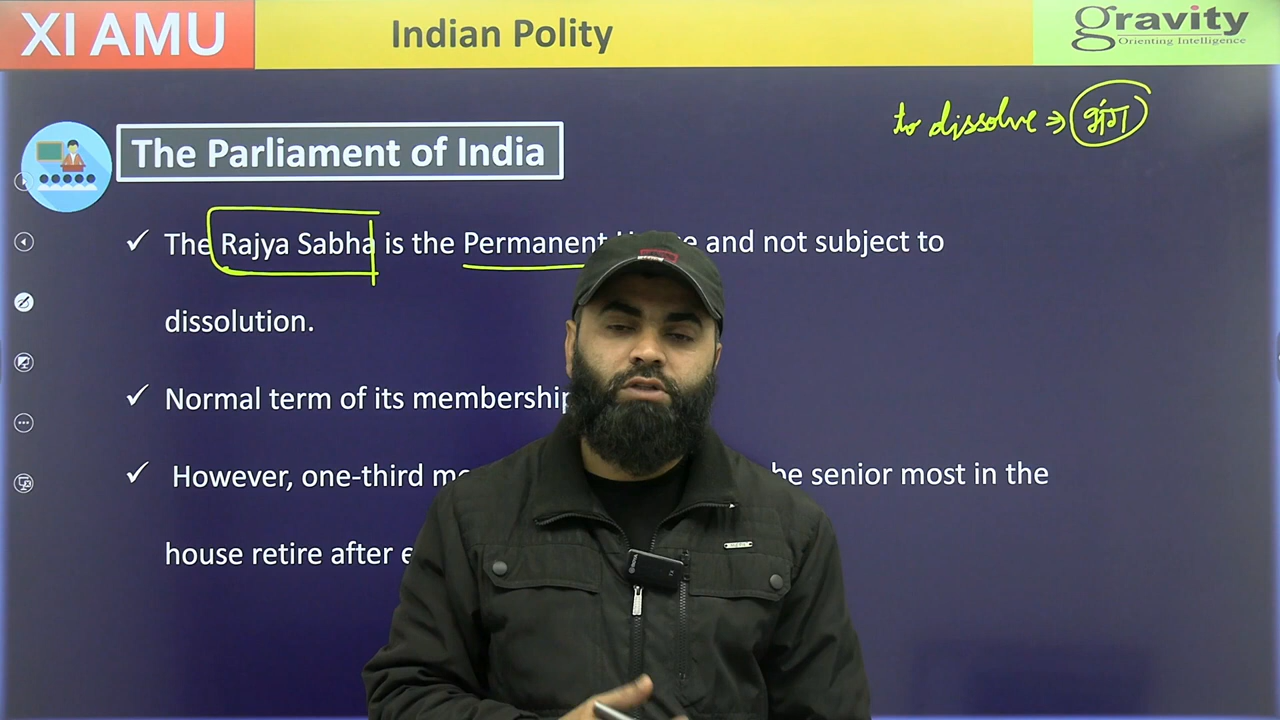 XI AMU
Indian Polity
gravity
Orienting Intelligence
to dissolve ⇒ भंग
The Parliament of India
✓ The Rajya Sabha is the Permanent and not subject to
dissolution.
✓ Normal term of its membership
✓ However, one-third be senior most in the
house retire after